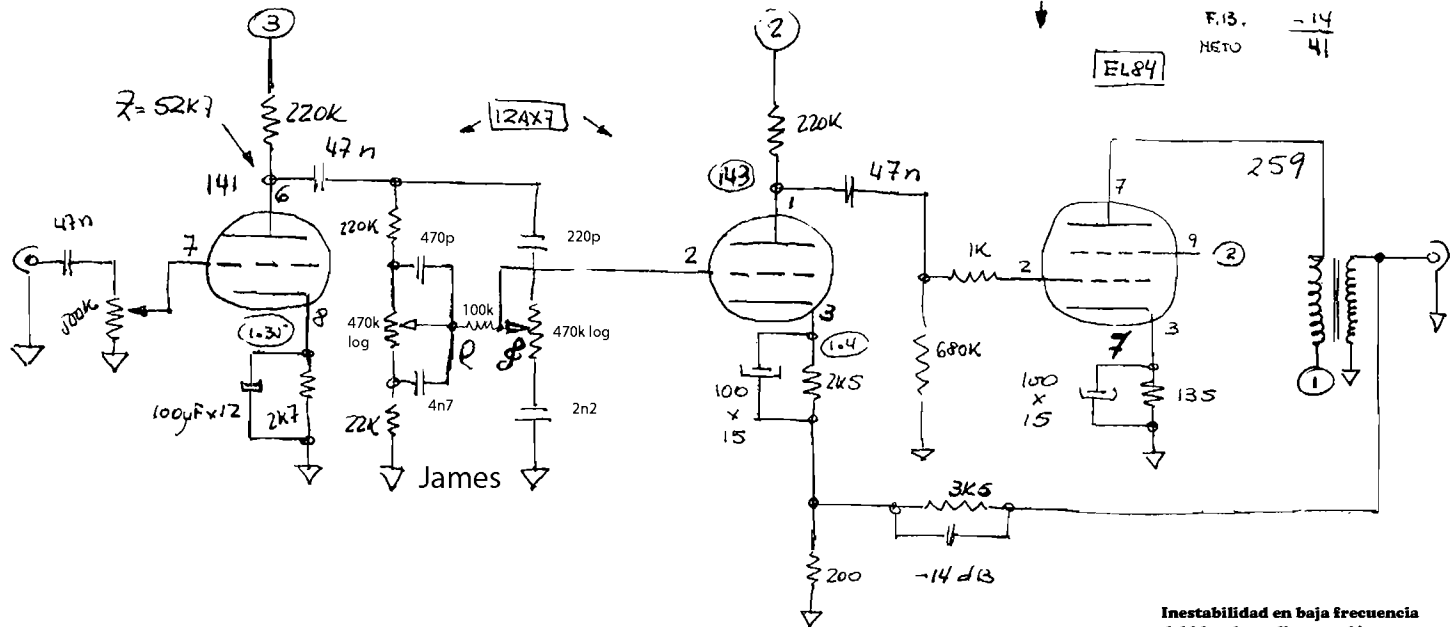 3
2
F.B. -14
NETO 41
EL84
Z=52K7
220K
12AX7
220K
47n
141
6
143
47n
259
1
7
47n
7
220K
470p
220p
2
1K
2
9
2
100K
8
470k
log
100k
470k log
3
3
1.4
680K
7
1
100µFx12
2K7
4n7
2n2
100
x
15
2K5
100
x
15
135
22K
James
3K5
200
-14 dB
Inestabilidad en baja frecuencia